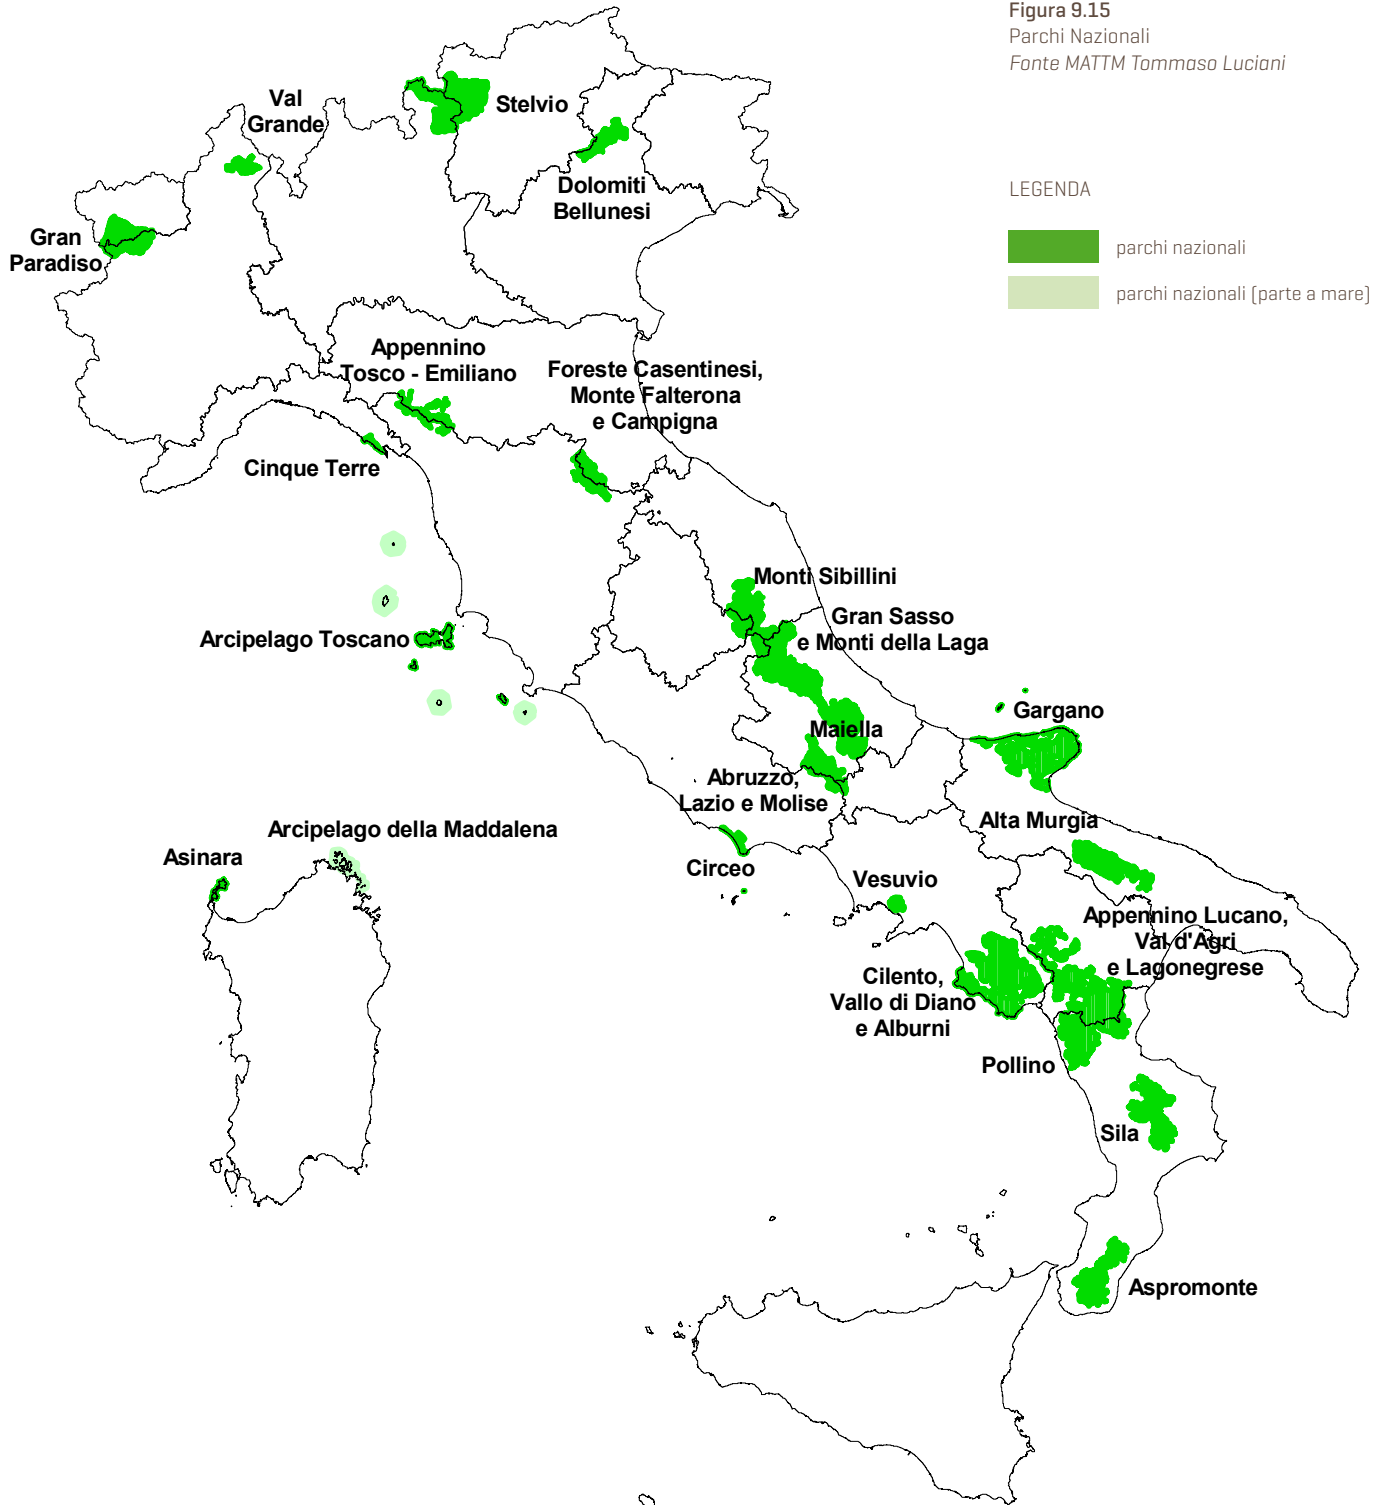 Figura 9.15
Parchi Nazionali
Fonte MATTM Tommaso Luciani
LEGENDA
parchi nazionali
parchi nazionali (parte a mare)
Val
Grande
Stelvio
Dolomiti
Bellunesi
Gran
Paradiso
Appennino
Tosco - Emiliano
Foreste Casentinesi,
Monte Falterona
e Campigna
Cinque Terre
Monti Sibillini
Gran Sasso
e Monti della Laga
Arcipelago Toscano
Maiella
Gargano
Abruzzo,
Lazio e Molise
Alta Murgia
Arcipelago della Maddalena
Asinara
Circeo
Vesuvio
Appennino Lucano,
Val d'Agri
e Lagonegrese
Cilento,
Vallo di Diano
e Alburni
Pollino
Sila
Aspromonte